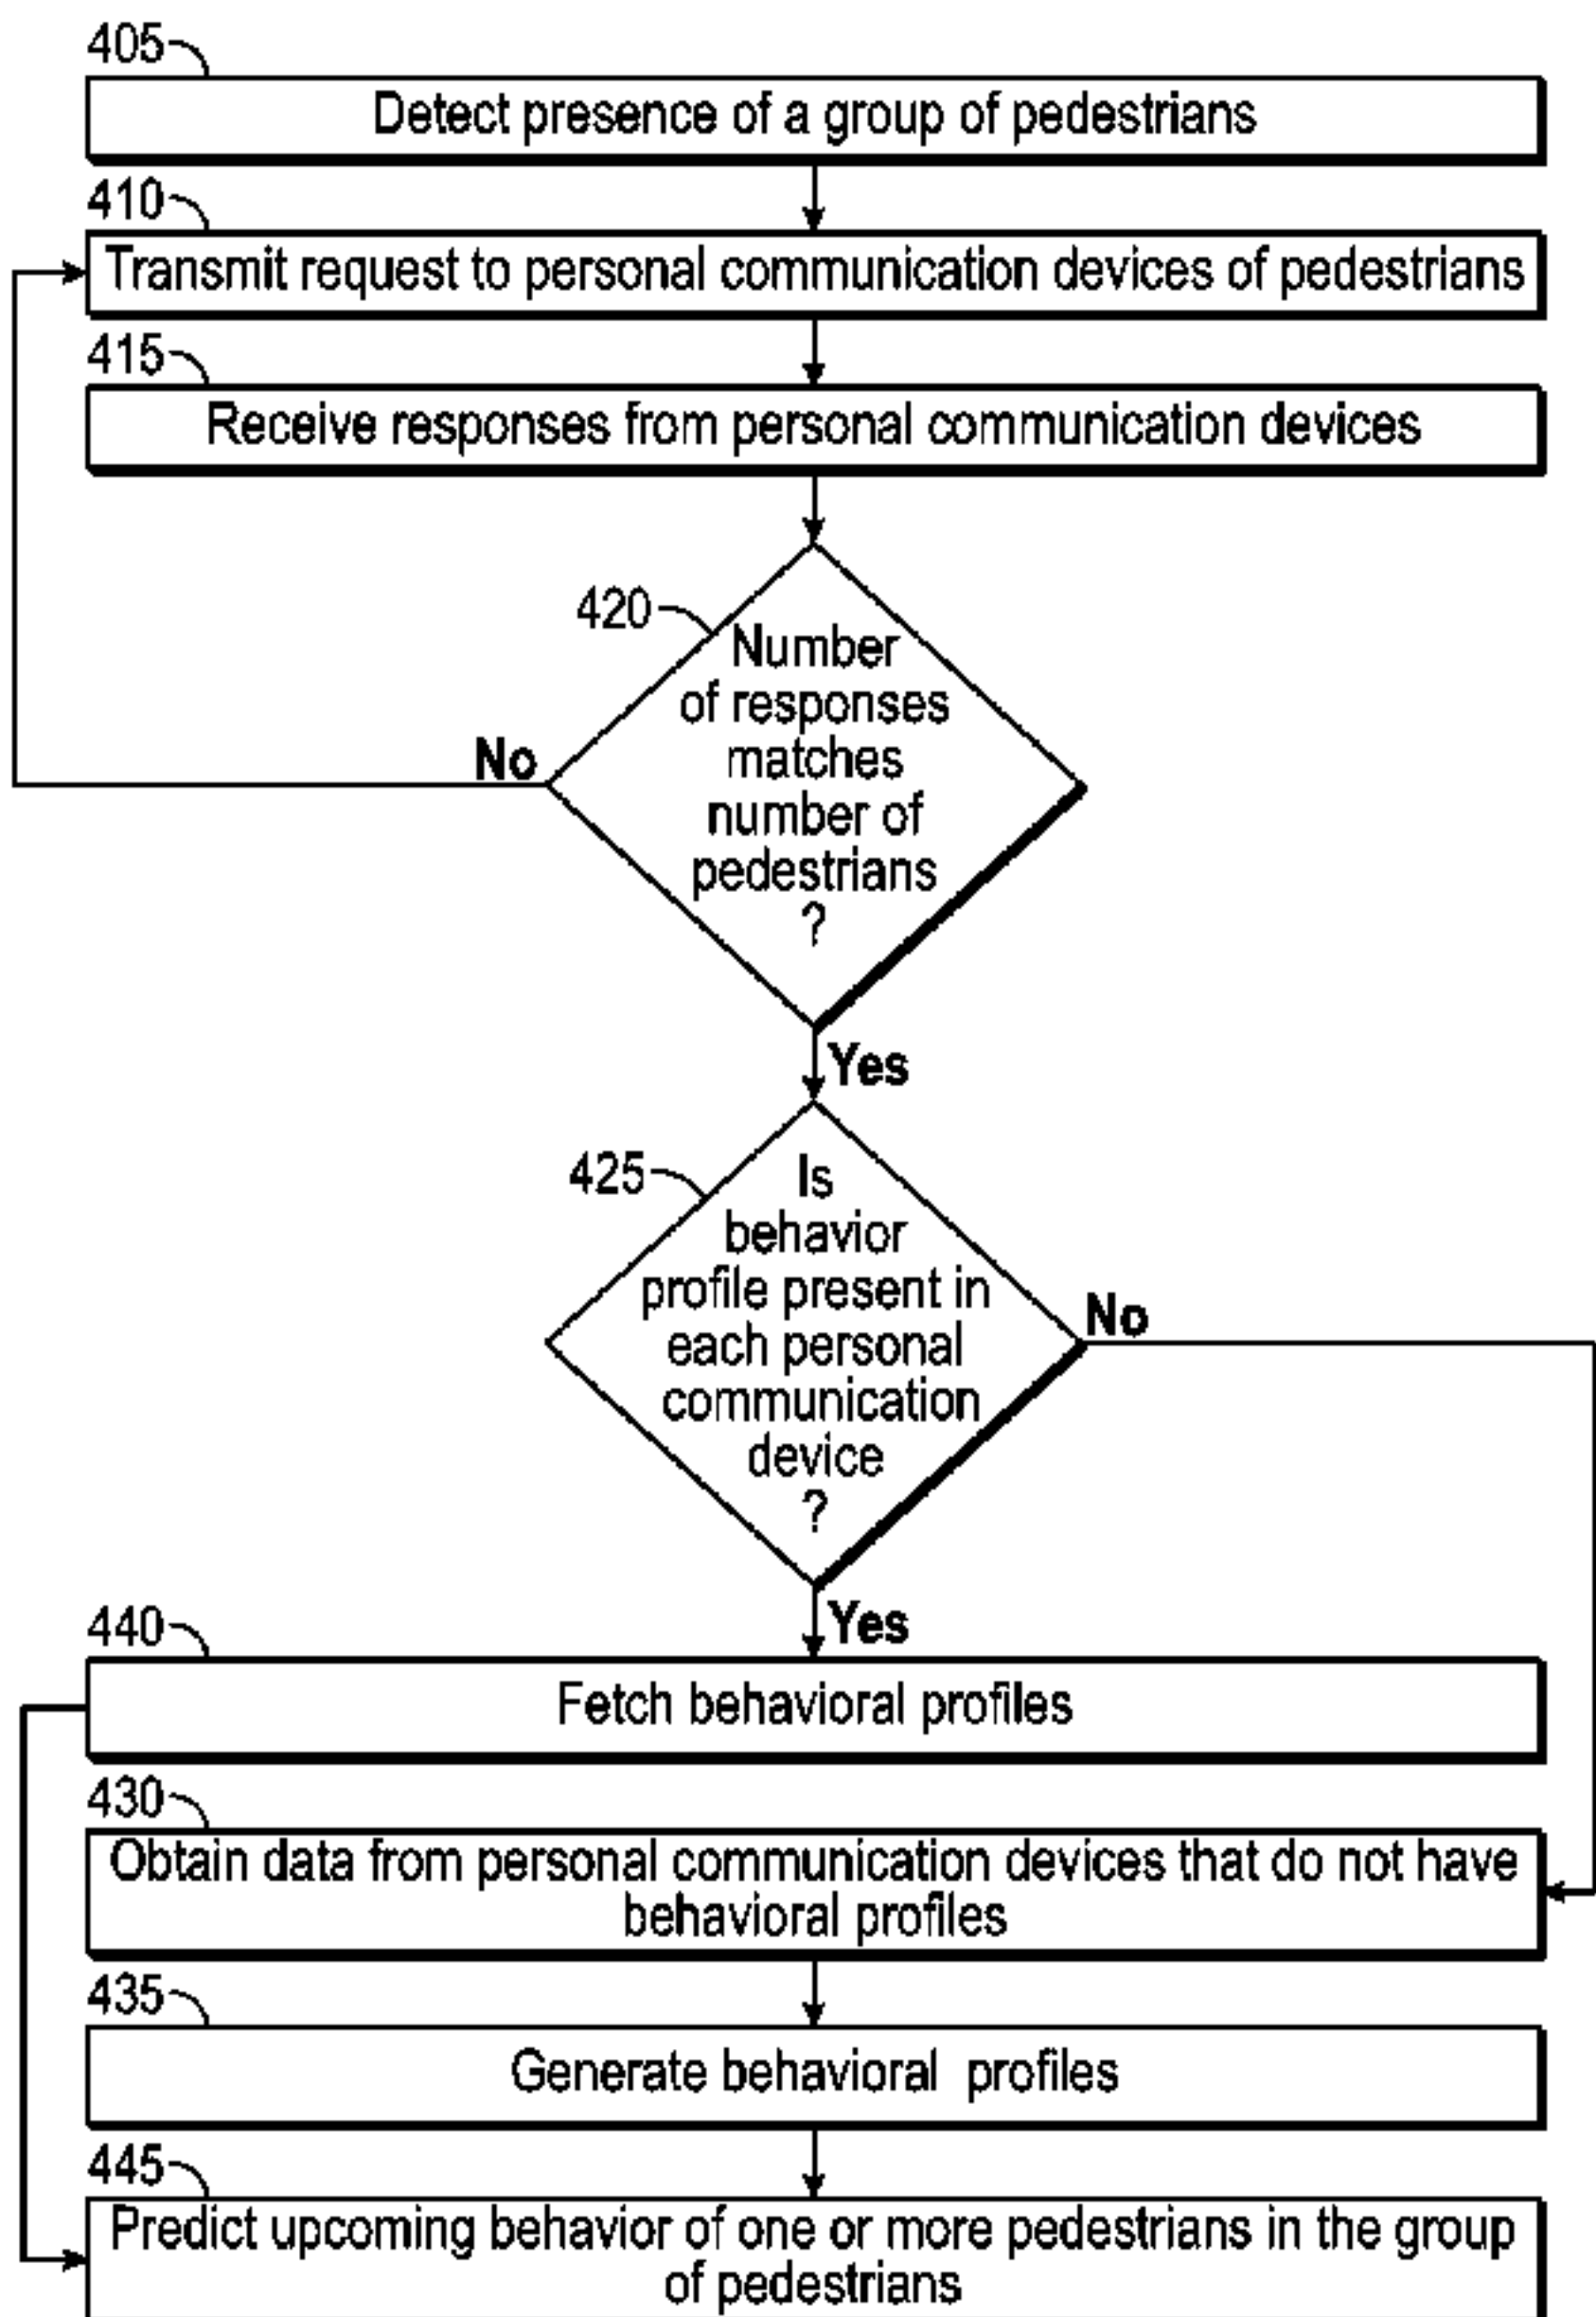 405
Detect presence of a group of pedestrians
410
Transmit request to personal communication devices of pedestrians
415
Receive responses from personal communication devices
420
Number
of responses
matches
number of
pedestrians
?
No
Yes
425
Is
behavior
profile present in
each personal
communication
device
?
No
Yes
440
Fetch behavioral profiles
430
Obtain data from personal communication devices that do not have
behavioral profiles
435
Generate behavioral profiles
445
Predict upcoming behavior of one or more pedestrians in the group
of pedestrians